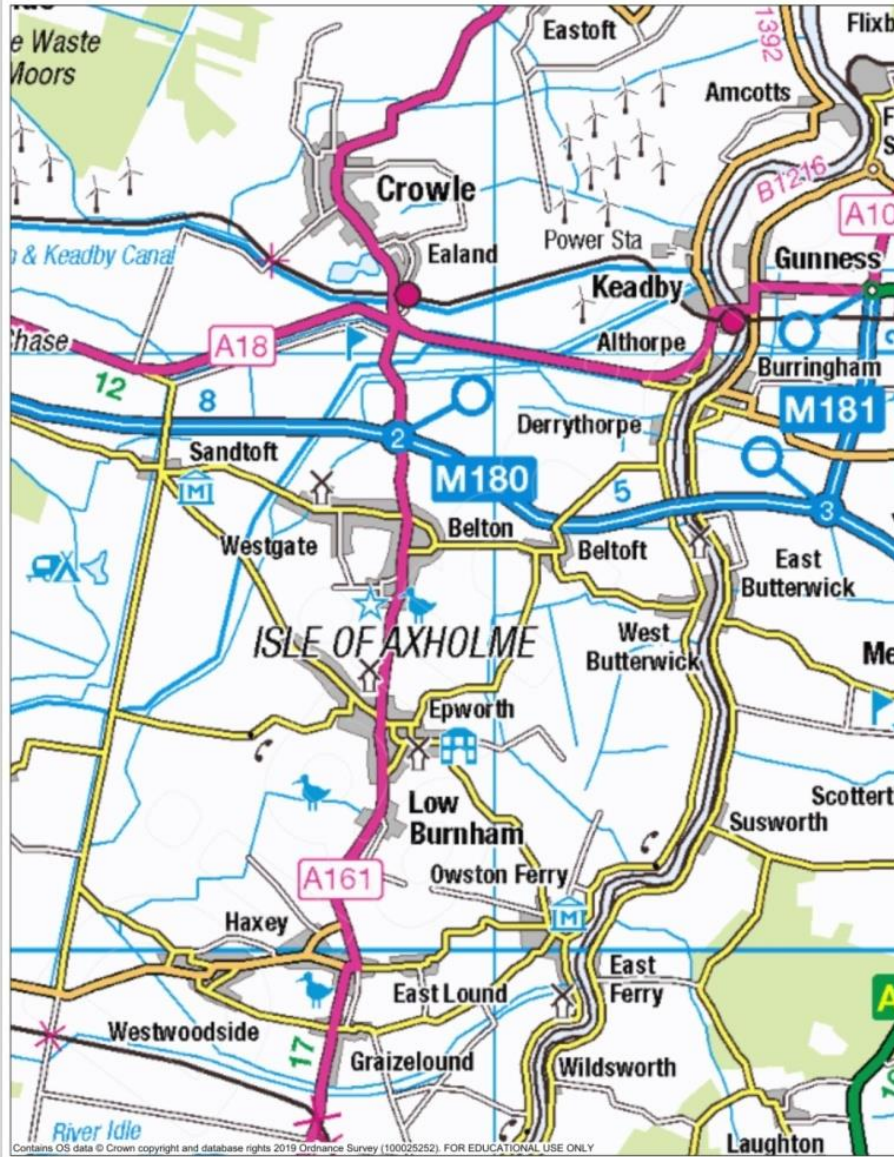 Eastoft
Flixb
e Waste
Moors
1392
Amcotts
Crowle
B1216
A10
Power Sta
Ealand
& Keadby Canal
Gunness
Keadby
Chase
A18
Althorpe
Burringham
12
8
M181
Derrythorpe
2
Sandtoft
M180
5
3
M
Westgate
Belton
Beltoft
East
Butterwick
ISLE OF AXHOLME
West
Butterwick
Me
Epworth
Low
Burnham
Scottert
Susworth
A161
Owston Ferry
M
Haxey
East
Ferry
East Lound
A
Westwoodside
17
Graizelound
Wildsworth
River Idle
Laughton
Contains OS data © Crown copyright and database rights 2019 Ordnance Survey (100025252). FOR EDUCATIONAL USE ONLY